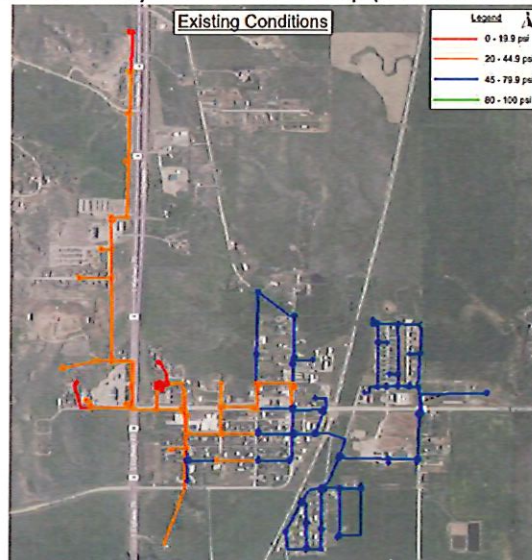 Existing Conditions
Legend
0 - 19.9 psi
20 - 44.9 psi
45 - 79.9 psi
80 - 100 psi